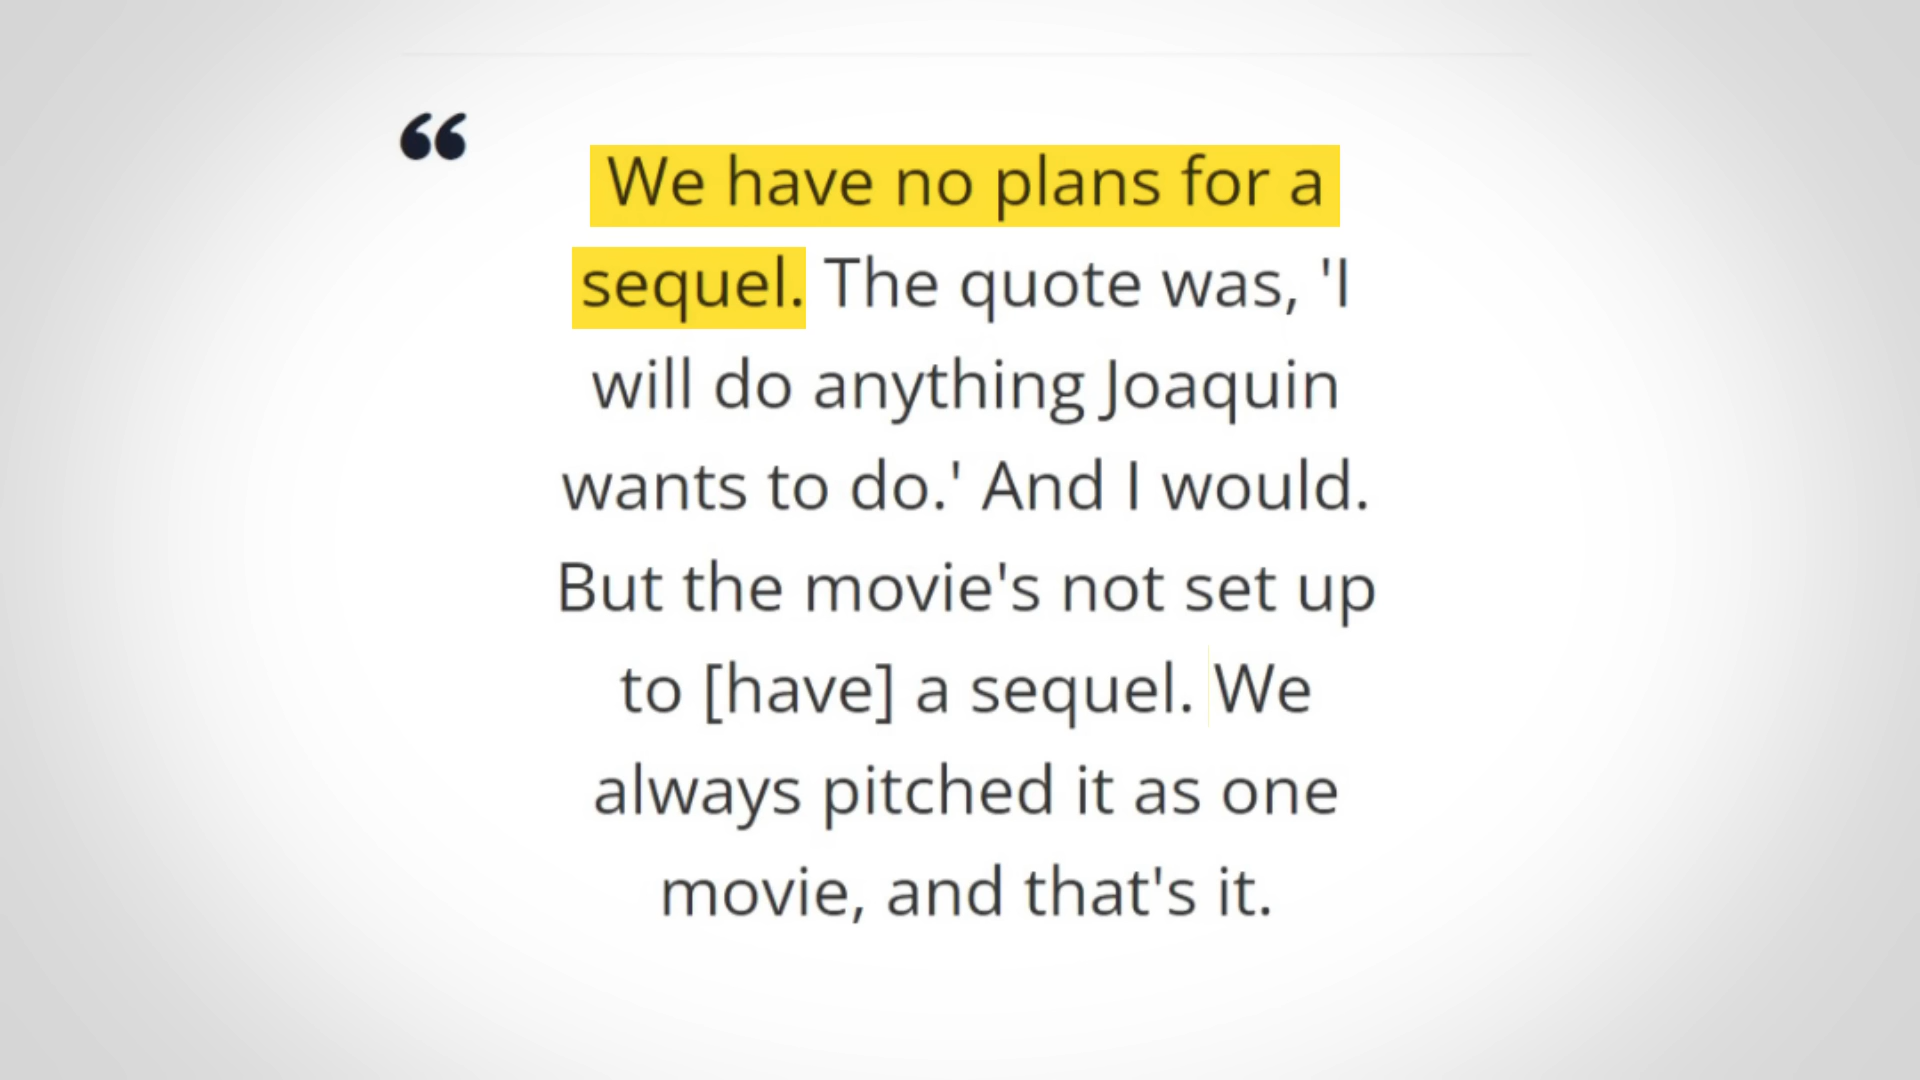 “
We have no plans for a
sequel. The quote was, 'I
will do anything Joaquin
wants to do.' And I would.
But the movie's not set up
to [have] a sequel. We
always pitched it as one
movie, and that's it.